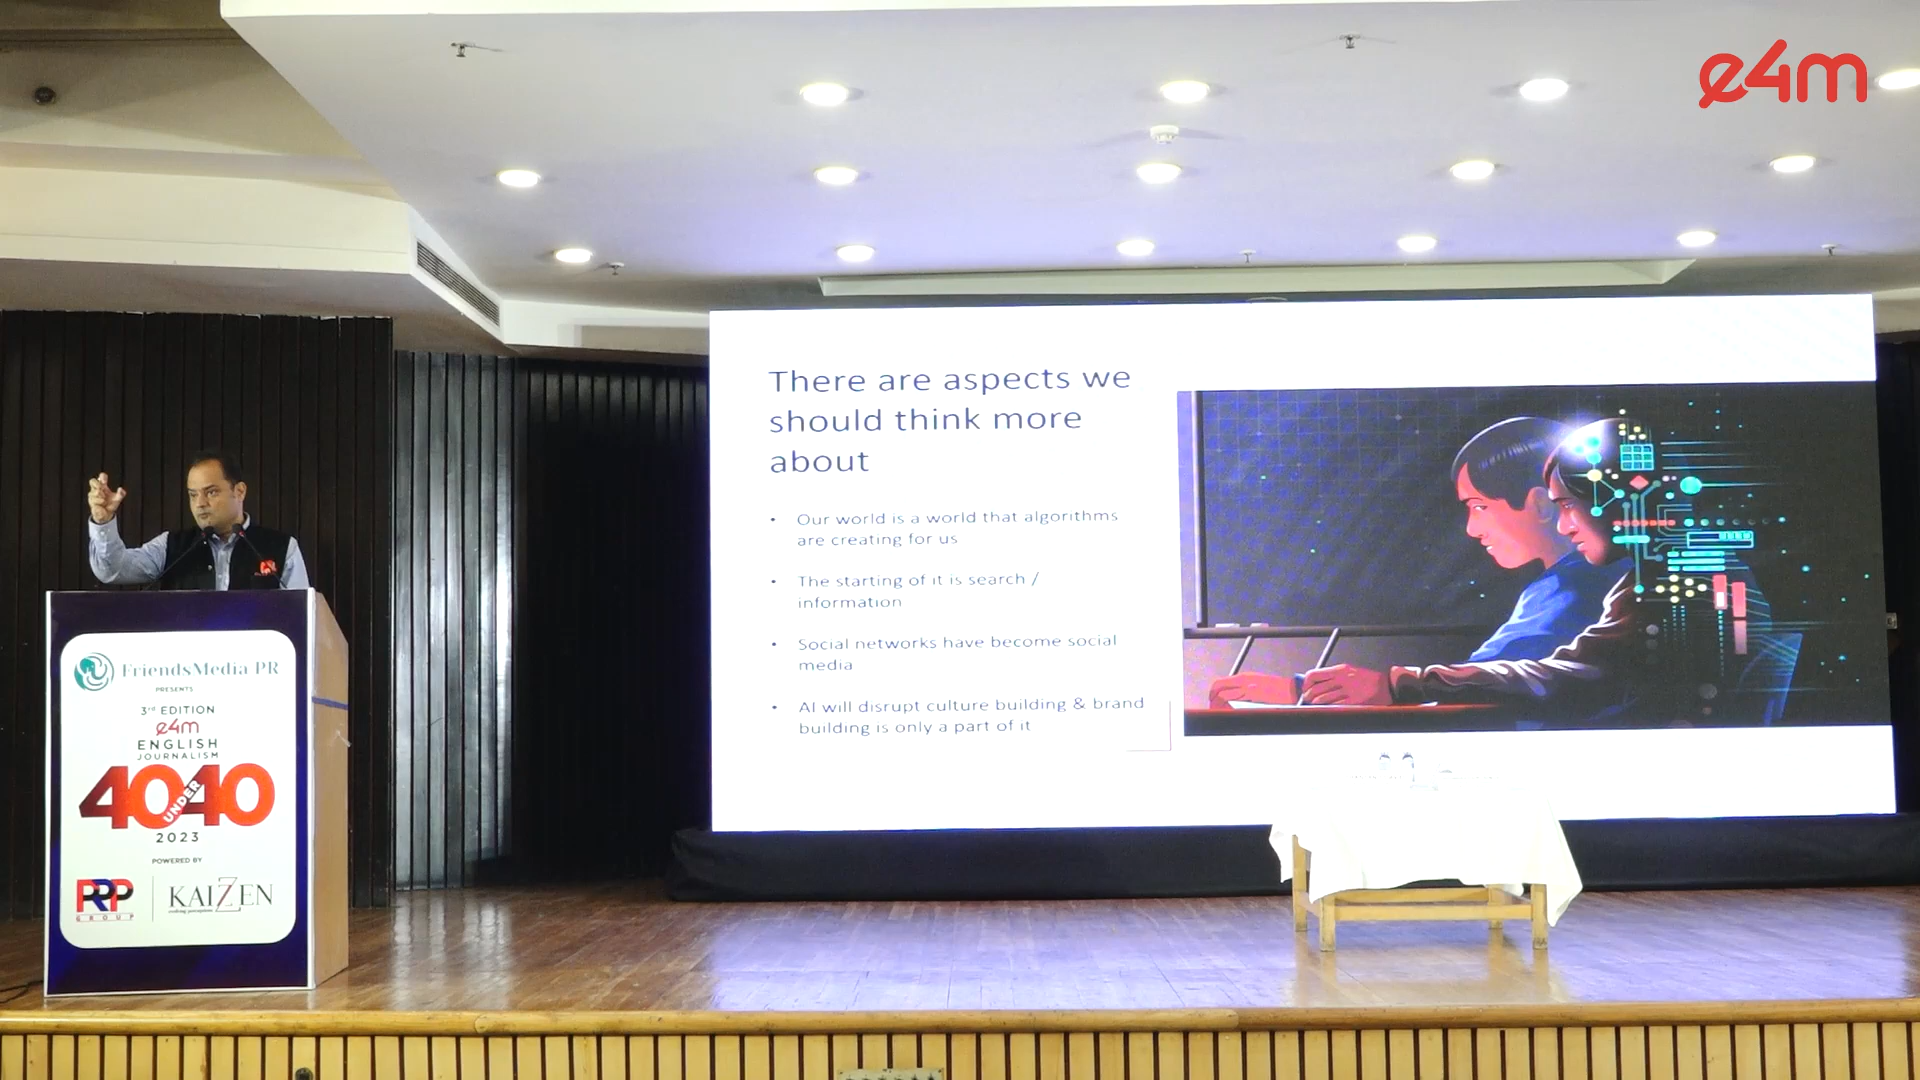 e4m
There are aspects we
should think more
about
• Our world is a world that algorithms
are creating for us
• The starting of it is search /
information
• Social networks have become social
media
• AI will disrupt culture building & brand
building is only a part of it
FriendsMedia PR
PRESENTS
3rd EDITION
e4m
ENGLISH
JOURNALISM
40 UNDER 40
2023
POWERED BY
PRP
GROUP
KAIZZEN
evolving perceptions